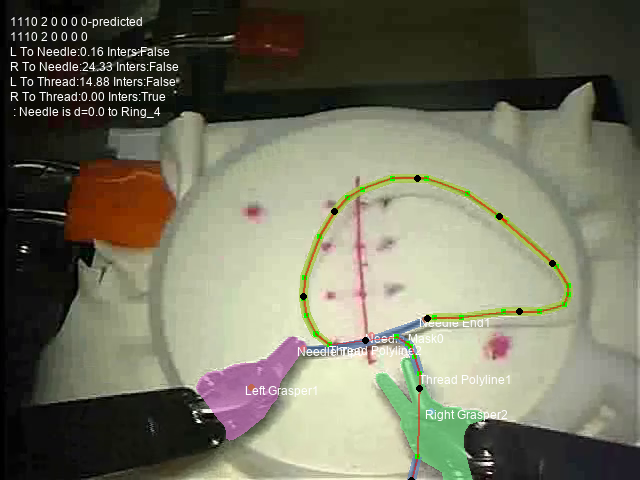 1110 2 0 0 0 0-predicted
1110 2 0 0 0 0
L To Needle:0.16 Inters:False
R To Needle:24.33 Inters:False
L To Thread:14.88 Inters:False
R To Thread:0.00 Inters:True
: Needle is d=0.0 to Ring_4
Needle End1
Mask0
Thread Polyline2
Thread Polyline1
Left Grasper1
Right Grasper2